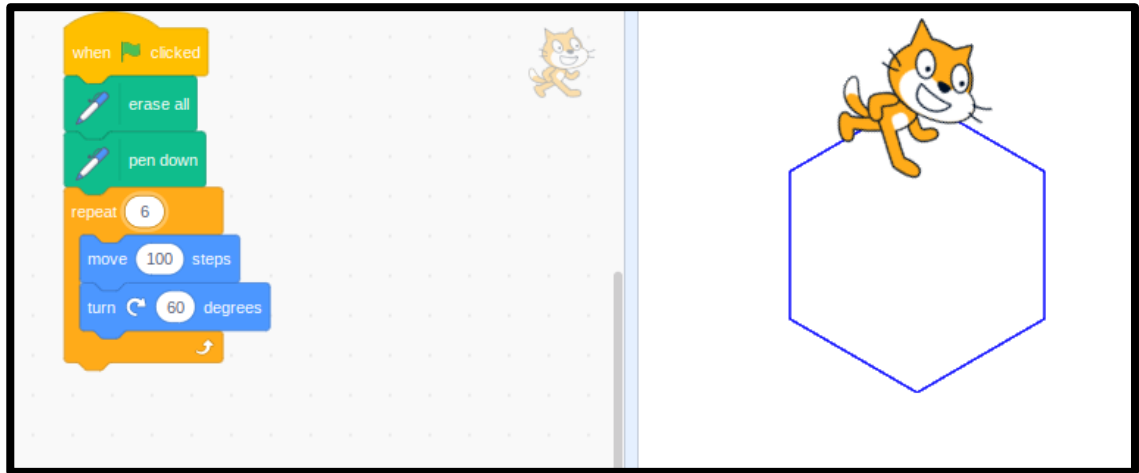 when clicked
erase all
pen down
repeat 6
move 100 steps
turn 60 degrees